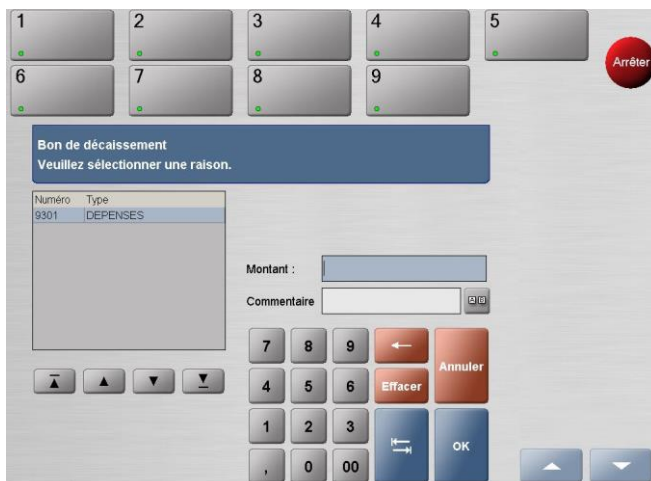 1
2
3
4
5
Arrêter
6
7
8
9
Bon de décaissement
Veuillez sélectionner une raison.
Numéro Type
9301 DEPENSES
Montant :
Commentaire
A B
7 8 9
Annuler
4 5 6 Effacer
1 2 3
OK
, 0 00